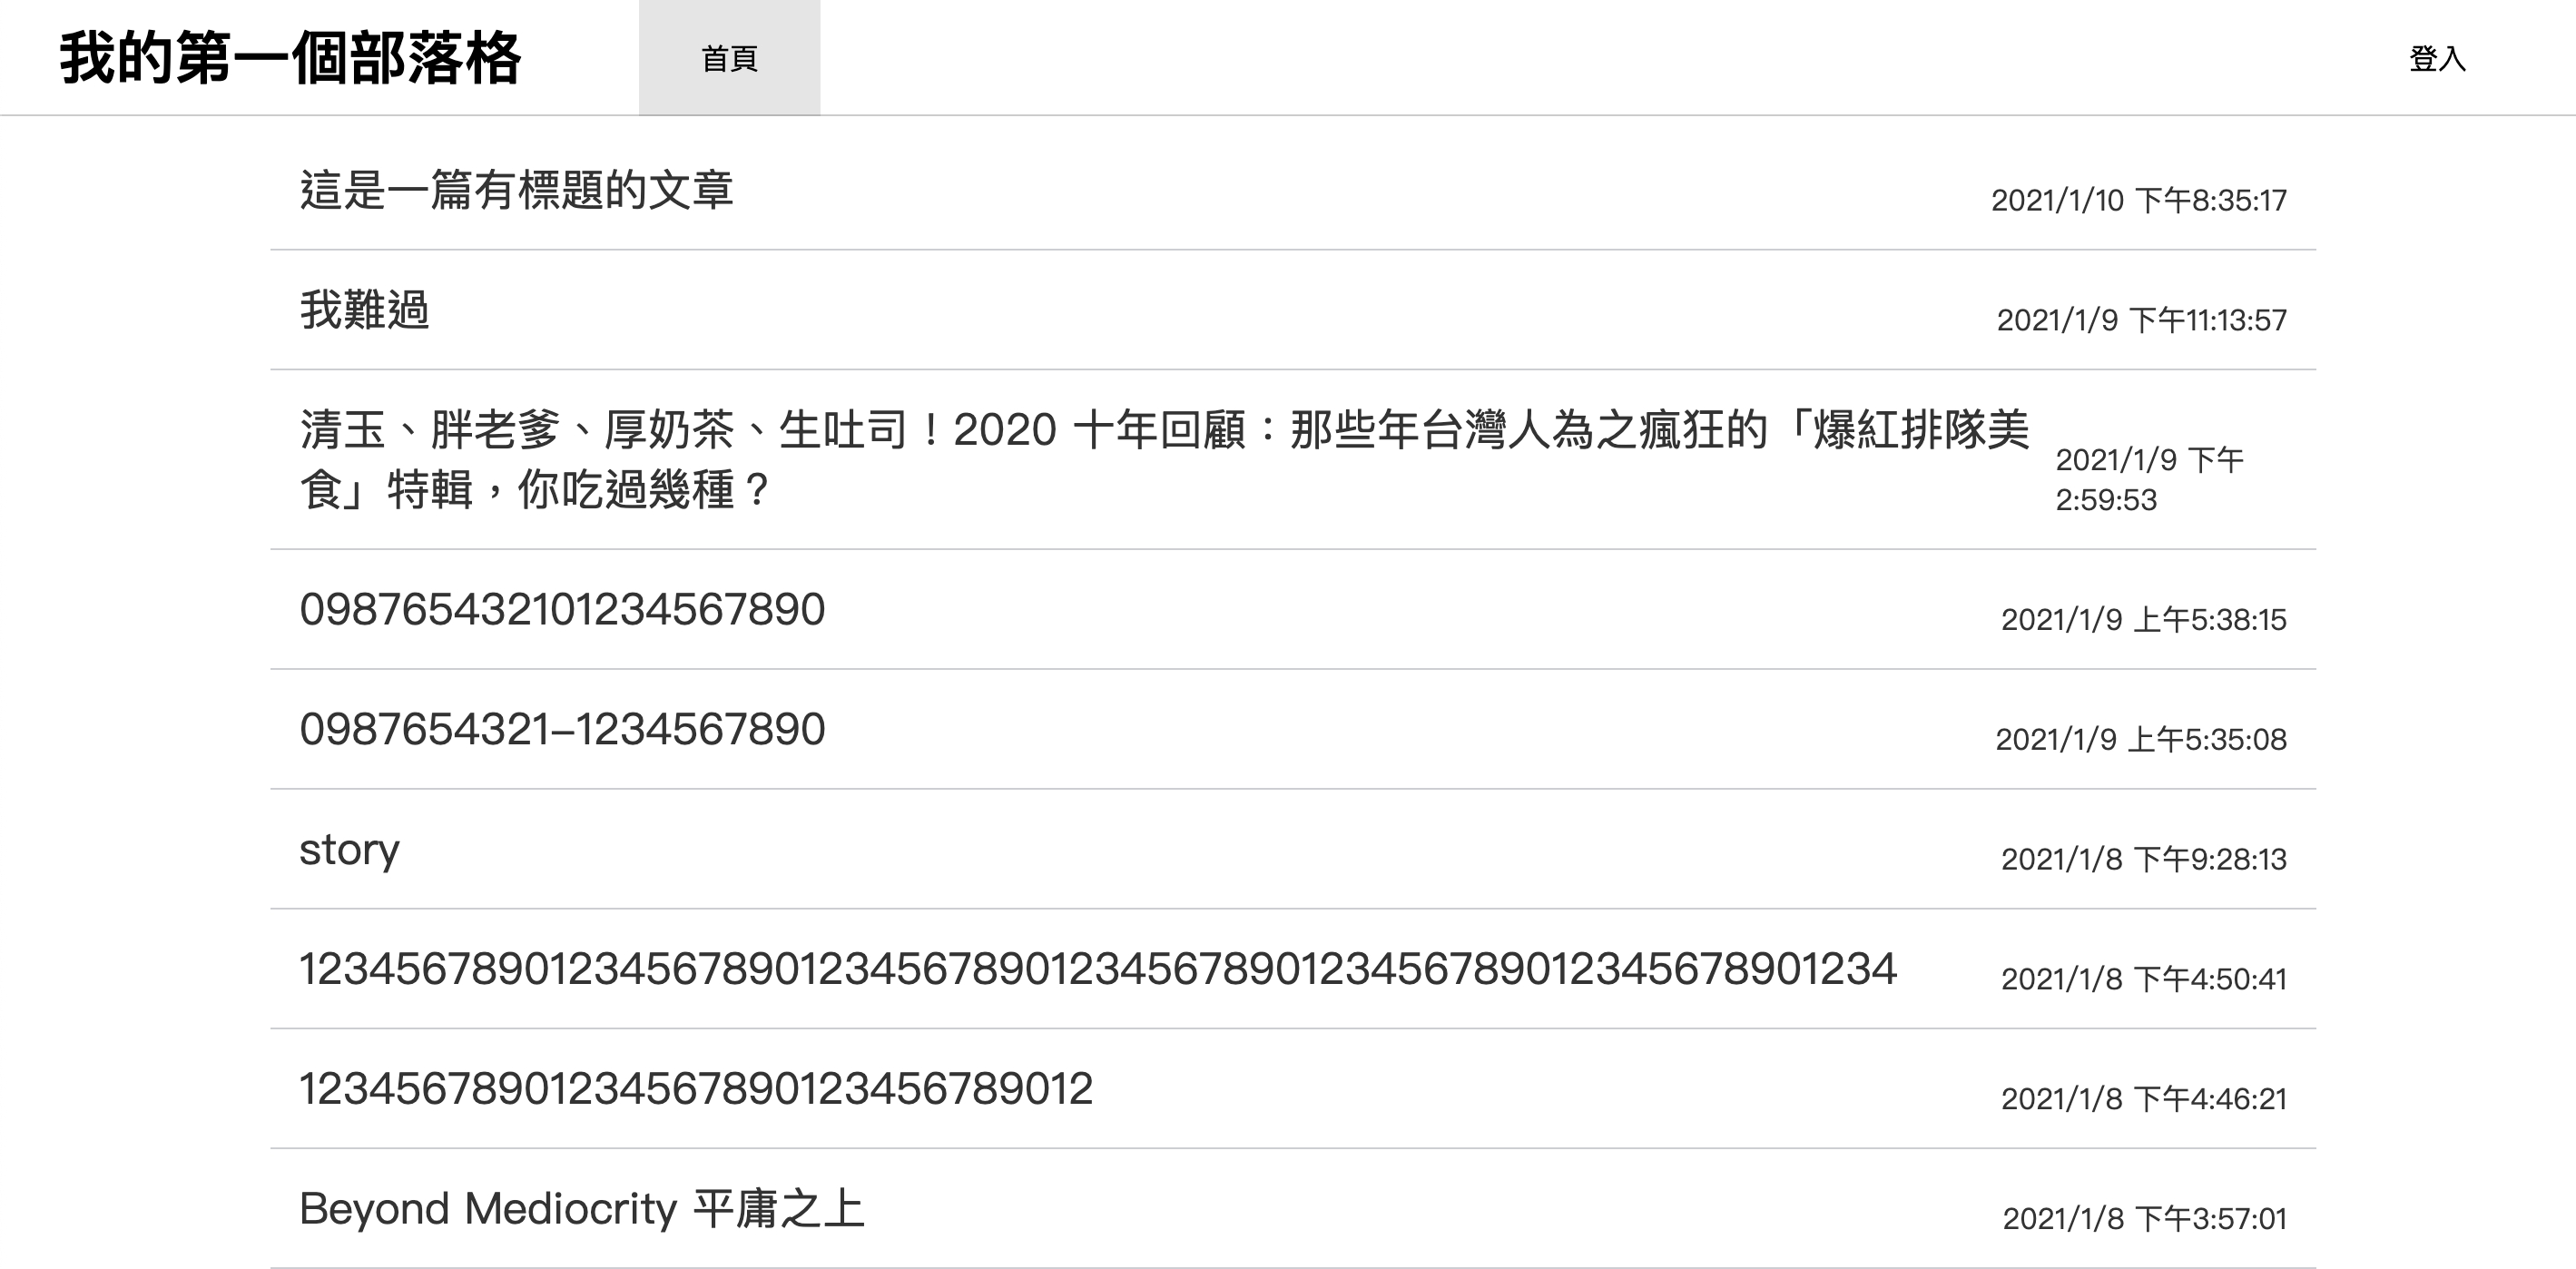 我的第一個部落格
首頁
登入
這是一篇有標題的文章
2021/1/10 下午8:35:17
我難過
2021/1/9 下午11:13:57
清玉、胖老爹、厚奶茶、生吐司！2020 十年回顧：那些年台灣人為之瘋狂的「爆紅排隊美
食」特輯，你吃過幾種？
2021/1/9 下午
2:59:53
098765432101234567890
2021/1/9 上午5:38:15
0987654321–1234567890
2021/1/9 上午5:35:08
story
2021/1/8 下午9:28:13
1234567890123456789012345678901234567890123456789012345678901234
2021/1/8 下午4:50:41
12345678901234567890123456789012
2021/1/8 下午4:46:21
Beyond Mediocrity 平庸之上
2021/1/8 下午3:57:01